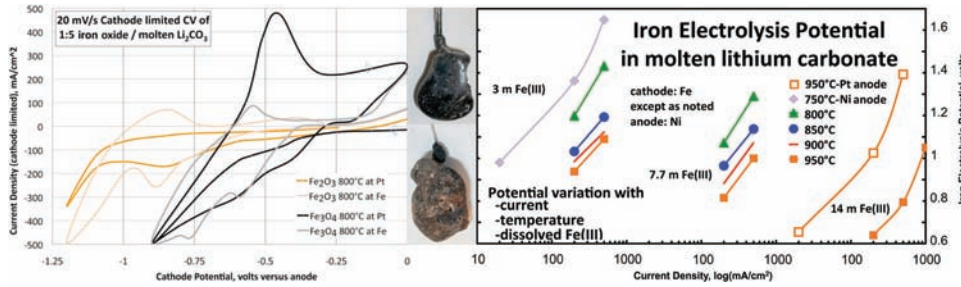 20 mV/s Cathode limited CV of
1:5 iron oxide / molten Li₂CO₃
Current Density (cathode limited), mA/cm^2
500
400
300
200
100
0
-100
-200
-300
-400
-500
-1.25
-1
-0.75
-0.5
-0.25
0
Cathode Potential, volts versus anode
Fe₂O₃ 800°C at Pt
Fe₂O₃ 800°C at Fe
Fe₃O₄ 800°C at Pt
Fe₃O₄ 800°C at Fe
Iron Electrolysis Potential
in molten lithium carbonate
3 m Fe(III)
cathode: Fe
except as noted
anode: Ni
950°C-Pt anode
750°C-Ni anode
800°C
850°C
900°C
950°C
7.7 m Fe(III)
14 m Fe(III)
Potential variation with
-current
-temperature
-dissolved Fe(III)
1.6
1.4
1.2
1
0.8
0.6
10
100
1000
100
1000
100
1000
Current Density, log(mA/cm²)